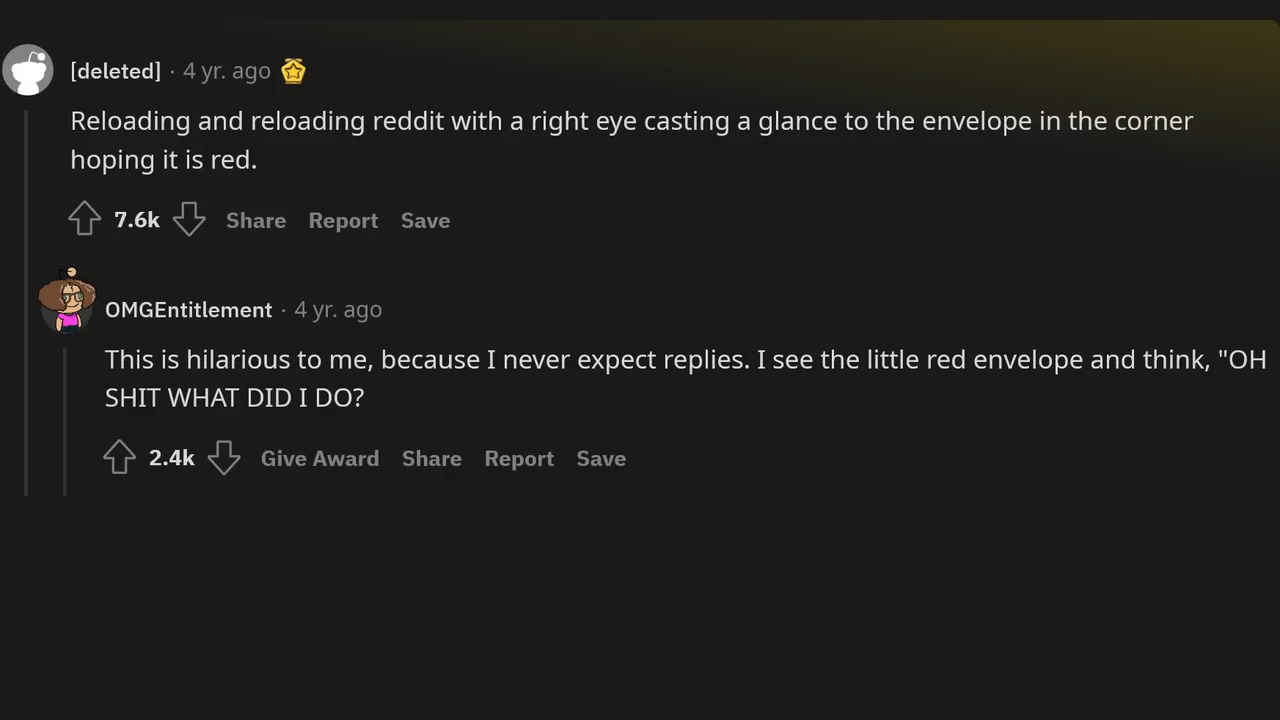 [deleted] · 4 yr. ago
Reloading and reloading reddit with a right eye casting a glance to the envelope in the corner
hoping it is red.
7.6k Share Report Save
OMGEntitlement · 4 yr. ago
This is hilarious to me, because I never expect replies. I see the little red envelope and think, "OH
SHIT WHAT DID I DO?
2.4k Give Award Share Report Save